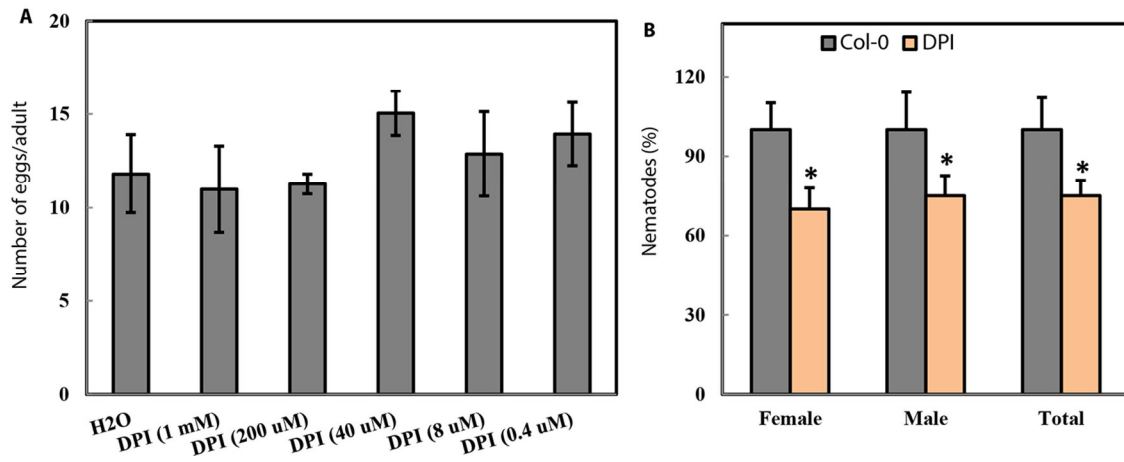 A
20
15
10
5
0
Number of eggs/adult
H2O
DPI (1 mM)
DPI (200 uM)
DPI (40 uM)
DPI (8 uM)
DPI (0.4 uM)
B
Col-0 DPI
120
90
60
30
0
Nematodes (%)
* * *
Female Male Total